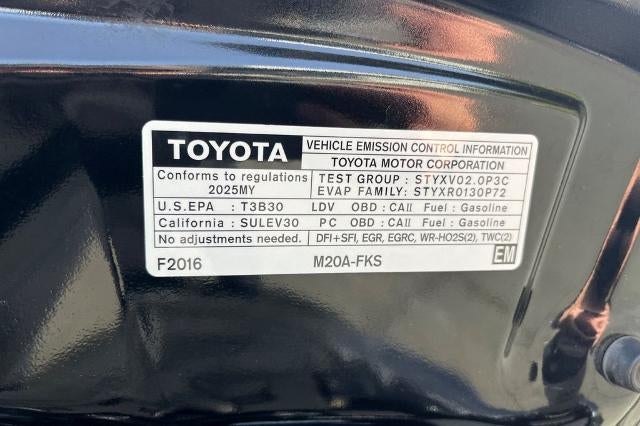 TOYOTA
VEHICLE EMISSION CONTROL INFORMATION
TOYOTA MOTOR CORPORATION
Conforms to regulations
2025MY
TEST GROUP : STYXV02.0P3C
EVAP FAMILY: STYXR0130P72
U.S.EPA : T3B30 LDV OBD : CAII Fuel : Gasoline
California : SULEV30 PC OBD : CAII Fuel : Gasoline
No adjustments needed. DFI+SFI, EGR, EGRC, WR-HO2S(2), TWC(2)
F2016 M20A-FKS EM